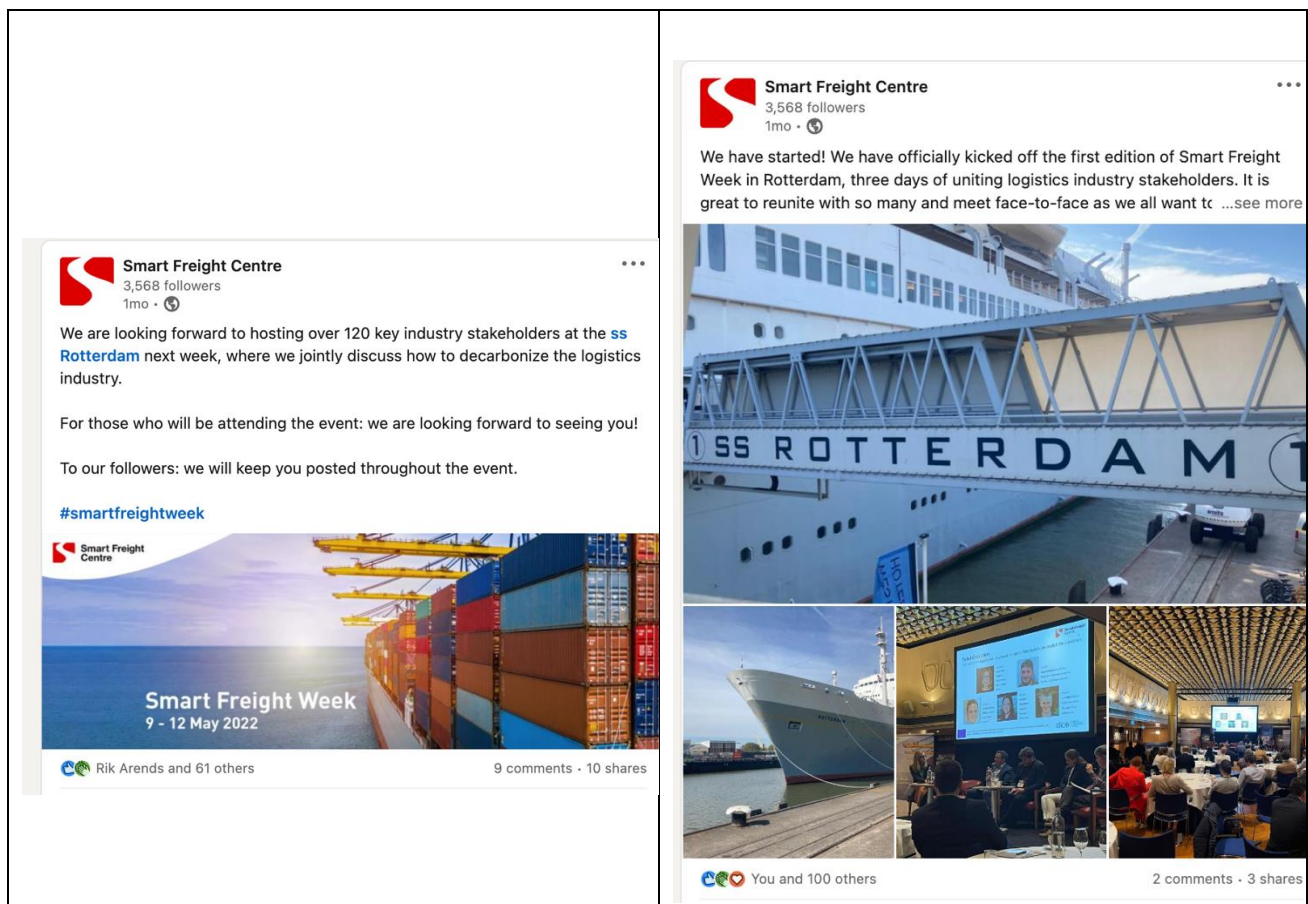 Smart Freight Centre
3,568 followers
1mo •
We are looking forward to hosting over 120 key industry stakeholders at the ss
Rotterdam next week, where we jointly discuss how to decarbonize the logistics
industry.
For those who will be attending the event: we are looking forward to seeing you!
To our followers: we will keep you posted throughout the event.
#smartfreightweek
Smart Freight
Centre
Smart Freight Week
9 - 12 May 2022
Rik Arends and 61 others
9 comments • 10 shares
Smart Freight Centre
3,568 followers
1mo •
We have started! We have officially kicked off the first edition of Smart Freight
Week in Rotterdam, three days of uniting logistics industry stakeholders. It is
great to reunite with so many and meet face-to-face as we all want to ...see more
1 SS ROTTERDAM 1
ROTTERDAM
You and 100 others
2 comments • 3 shares